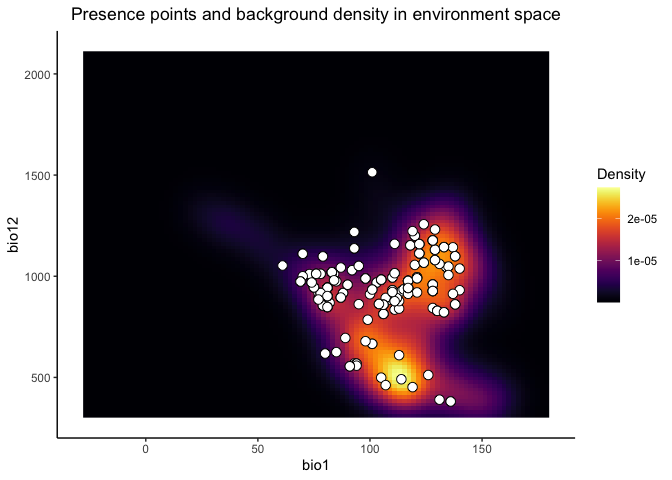 Presence points and background density in environment space
2000
1500
1000
500
bio12
0
50
100
150
bio1
Density
2e-05
1e-05